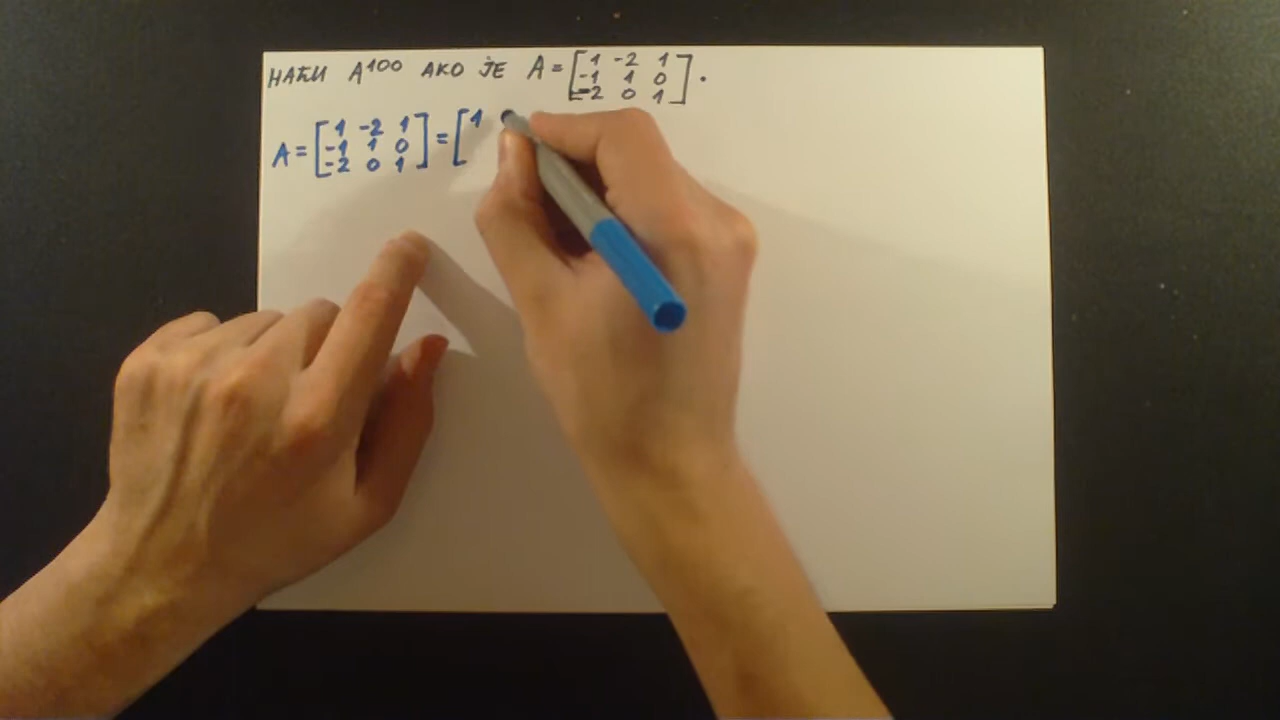 НАЋИ A¹⁰⁰ АКО ЈЕ A = [1 -2 1; -1 1 0; -2 0 1].
A = [1 -2 1; -1 1 0; -2 0 1] = [1